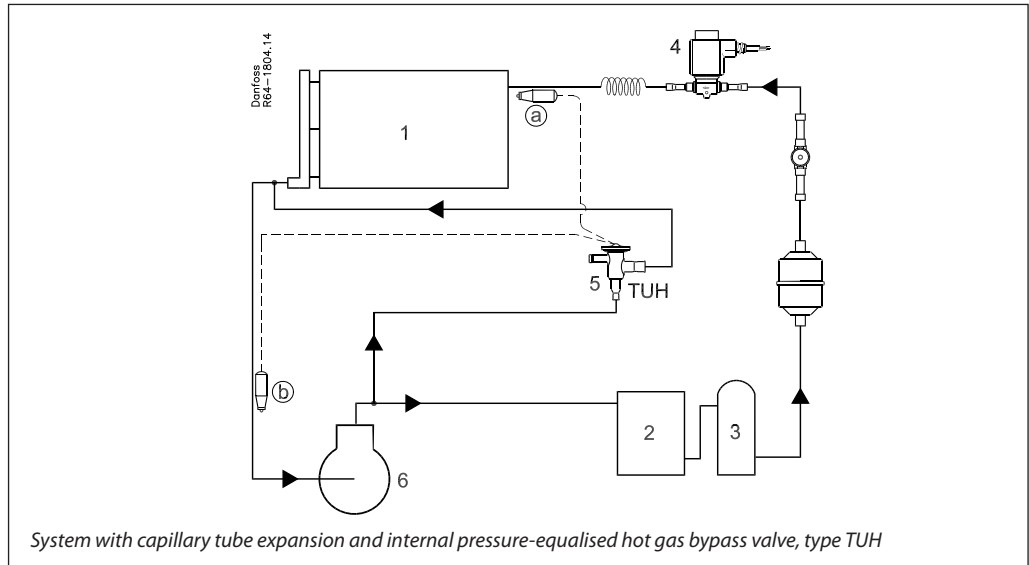 Danfoss
R64-1804.14
4
a
1
5
TUH
b
2
3
6
System with capillary tube expansion and internal pressure-equalised hot gas bypass valve, type TUH